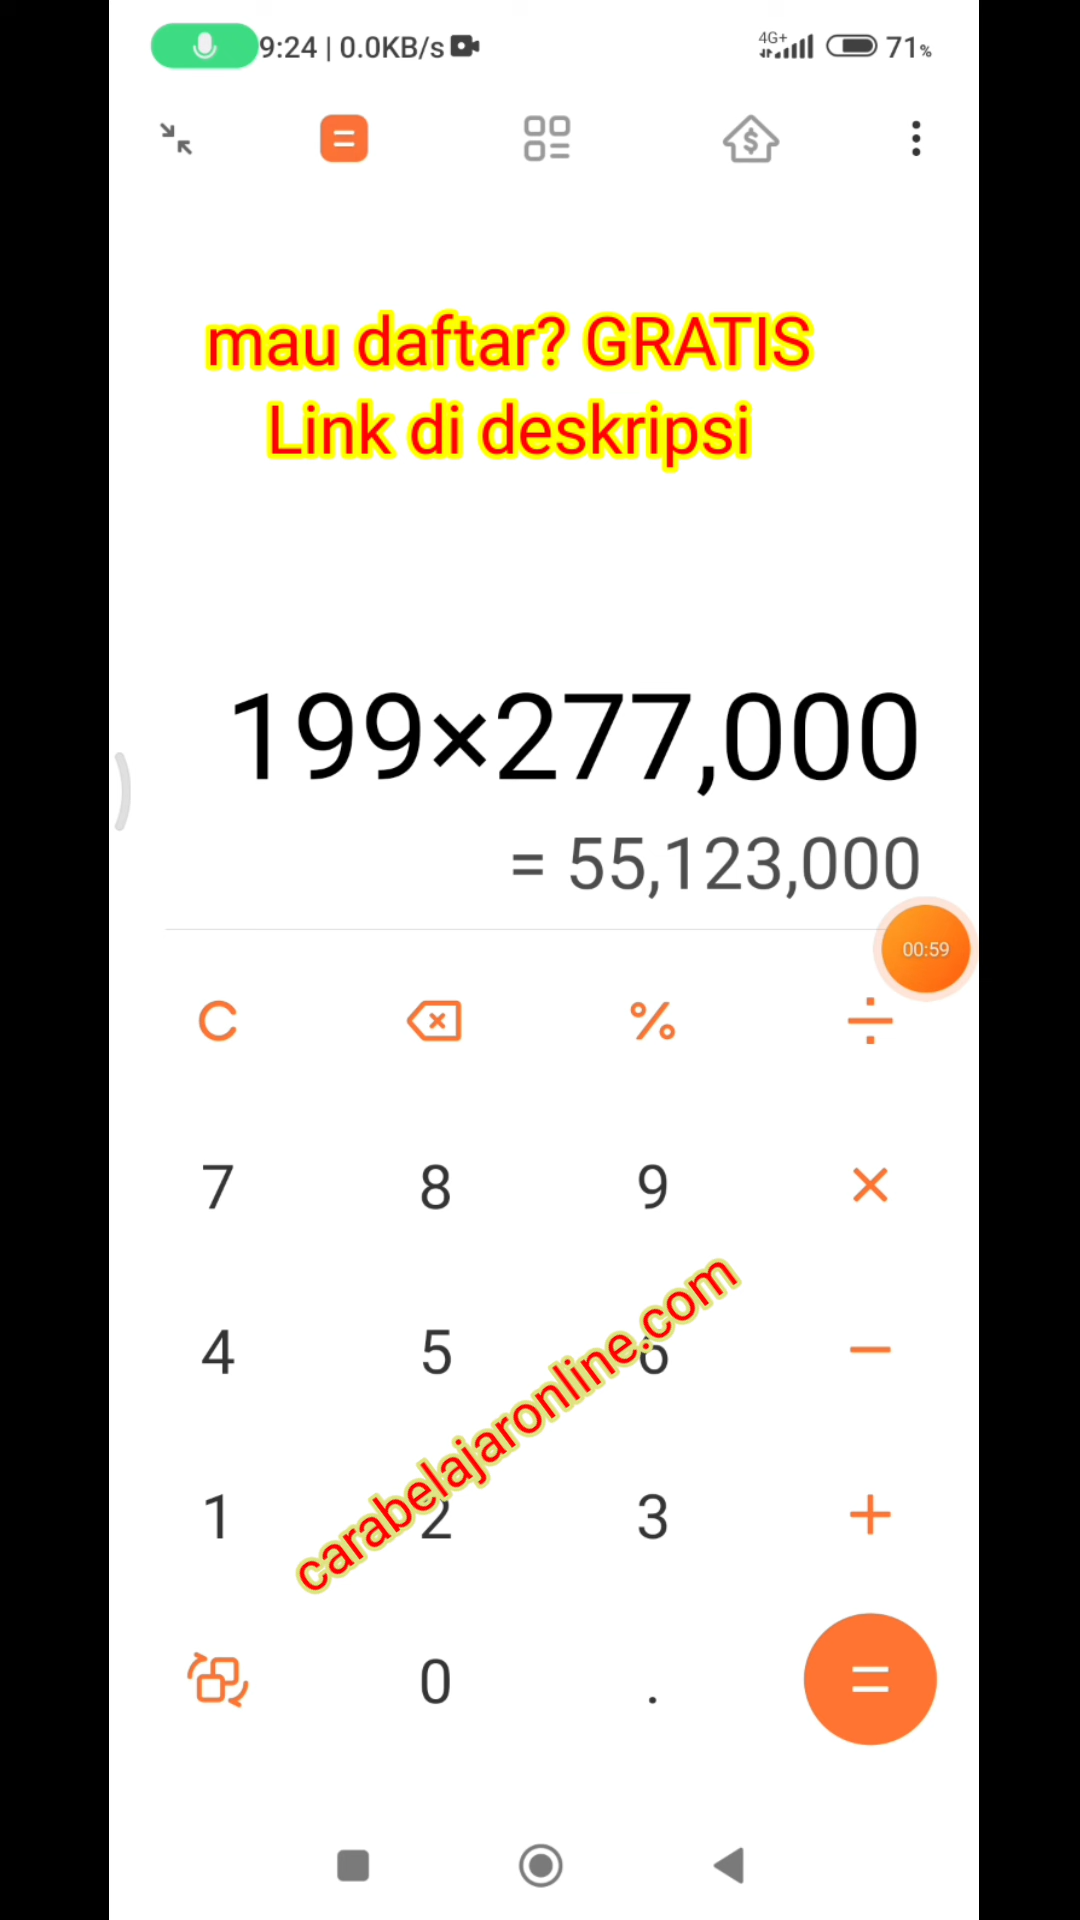 9:24 | 0.0KB/s 4G+ 71%
mau daftar? GRATIS
Link di deskripsi
199×277,000
= 55,123,000
00:59
C % ÷
7 8 9 ×
4 5 6 −
carabelajaronline.com
1 2 3 +
0 . =